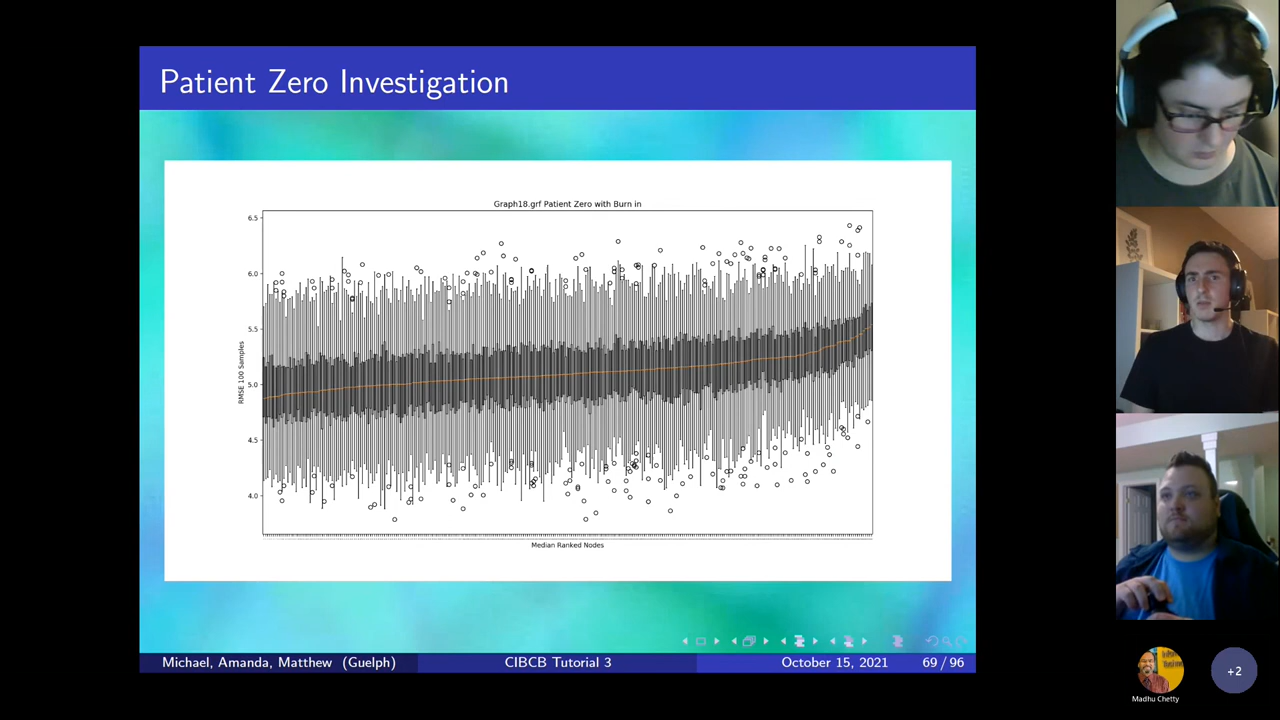 Patient Zero Investigation
Graph18.grf Patient Zero with Burn in
6.5
6.0
5.5
5.0
4.5
4.0
RMSE 100 Samples
Median Ranked Nodes
Michael, Amanda, Matthew (Guelph)
CIBCB Tutorial 3
October 15, 2021
69 / 96
Madhu Chetty
+2